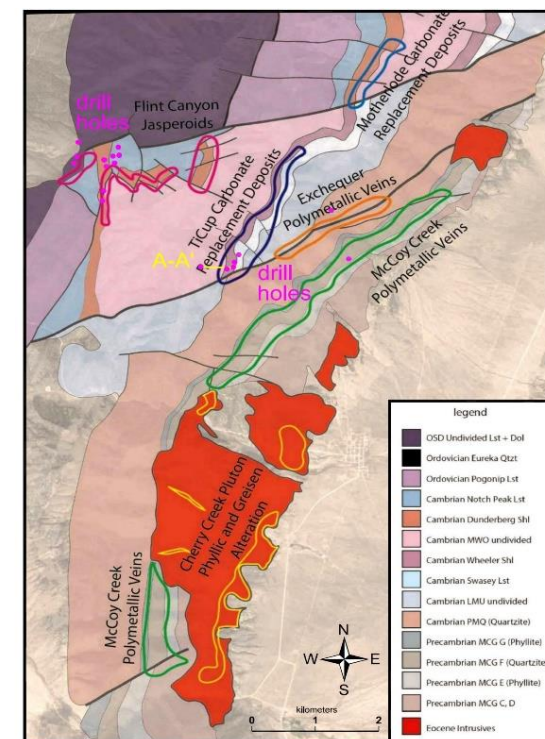 Motherlode Carbonate
Replacement Deposits
drill
holes
Flint Canyon
Jasperoids
TiCup Carbonate
Replacement Deposits
Exchequer
Polymetallic Veins
A-A'
drill
holes
McCoy Creek
Polymetallic Veins
Cherry Creek Pluton
Phyllic and Greisen
Alteration
McCoy Creek
Polymetallic Veins
N
W E
S
kilometers
0 1 2
legend
OSD Undivided Lst + Dol
Ordovician Eureka Qtzt
Ordovician Pogonip Lst
Cambrian Notch Peak Lst
Cambrian Dunderberg Shl
Cambrian MWO undivided
Cambrian Wheeler Shl
Cambrian Swasey Lst
Cambrian LMU undivided
Cambrian PMQ (Quartzite)
Precambrian MCG G (Phyllite)
Precambrian MCG F (Quartzite
Precambrian MCG E (Phyllite)
Precambrian MCG C, D
Eocene Intrusives